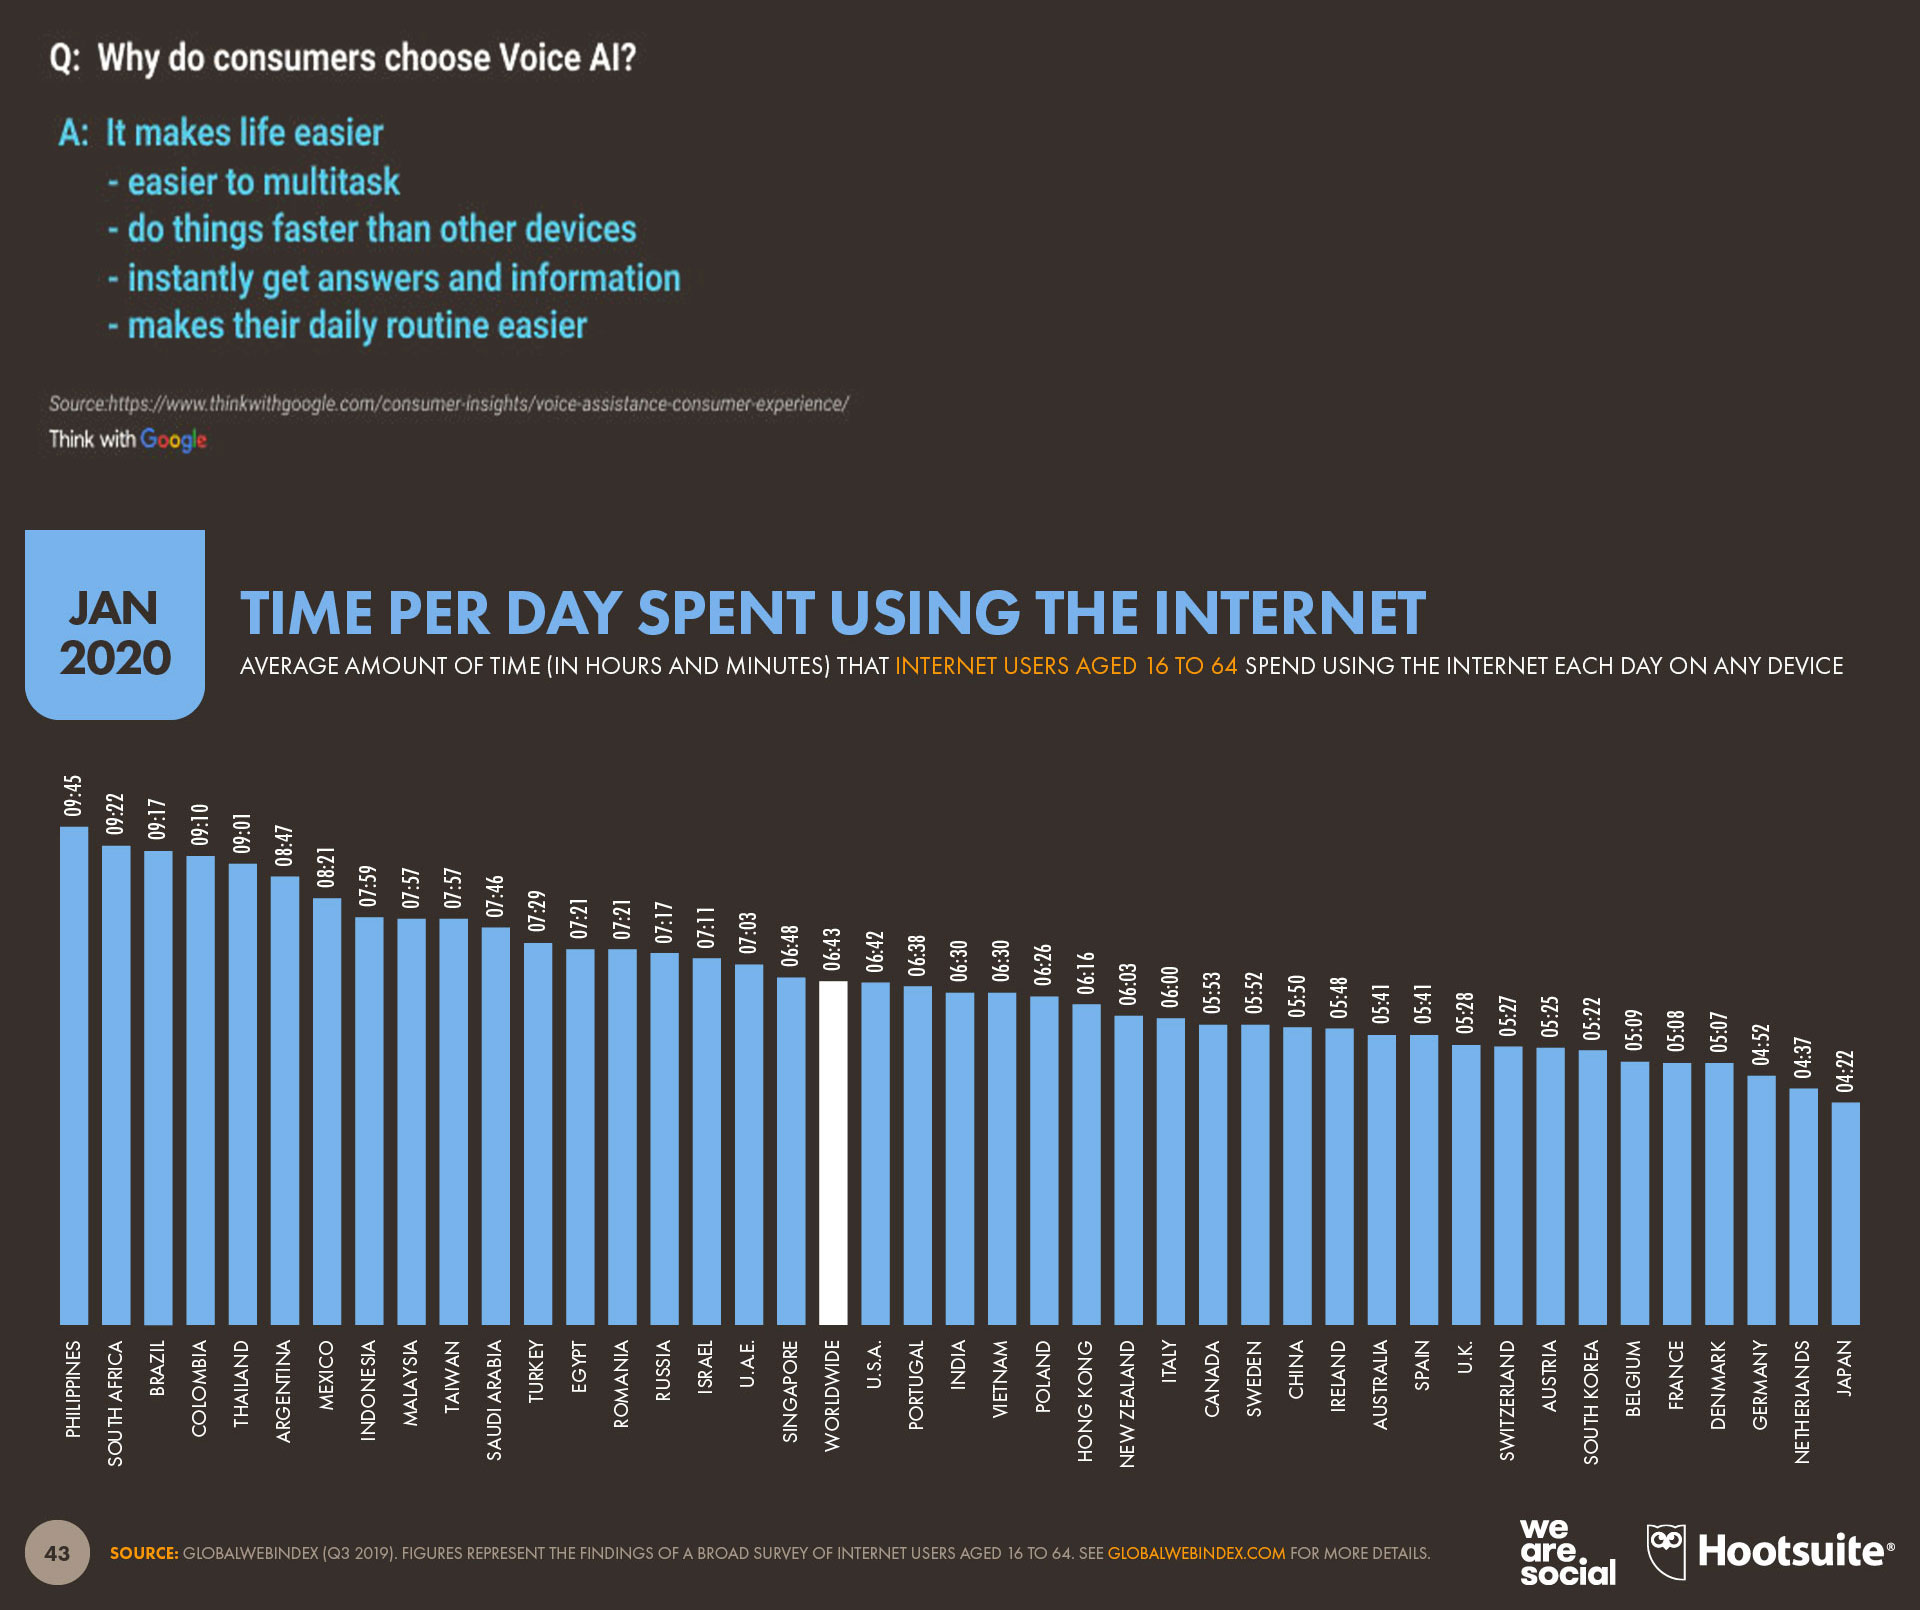 Q: Why do consumers choose Voice AI?
A: It makes life easier
- easier to multitask
- do things faster than other devices
- instantly get answers and information
- makes their daily routine easier
Source:https://www.thinkwithgoogle.com/consumer-insights/voice-assistance-consumer-experience/
Think with Google
JAN
2020
TIME PER DAY SPENT USING THE INTERNET
AVERAGE AMOUNT OF TIME (IN HOURS AND MINUTES) THAT INTERNET USERS AGED 16 TO 64 SPEND USING THE INTERNET EACH DAY ON ANY DEVICE
09:45
09:22
09:17
09:10
09:01
08:47
08:21
07:59
07:57
07:57
07:46
07:29
07:21
07:21
07:17
07:11
07:03
06:48
06:43
06:42
06:38
06:30
06:30
06:26
06:16
06:03
06:00
05:53
05:52
05:50
05:48
05:41
05:41
05:28
05:27
05:25
05:22
05:09
05:08
05:07
04:52
04:37
04:22
PHILIPPINES
SOUTH AFRICA
BRAZIL
COLOMBIA
THAILAND
ARGENTINA
MEXICO
INDONESIA
MALAYSIA
TAIWAN
SAUDI ARABIA
TURKEY
EGYPT
ROMANIA
RUSSIA
ISRAEL
U.A.E.
SINGAPORE
WORLDWIDE
U.S.A.
PORTUGAL
INDIA
VIETNAM
POLAND
HONG KONG
NEW ZEALAND
ITALY
CANADA
SWEDEN
CHINA
IRELAND
AUSTRALIA
SPAIN
U.K.
SWITZERLAND
AUSTRIA
SOUTH KOREA
BELGIUM
FRANCE
DENMARK
GERMANY
NETHERLANDS
JAPAN
43
SOURCE: GLOBALWEBINDEX (Q3 2019). FIGURES REPRESENT THE FINDINGS OF A BROAD SURVEY OF INTERNET USERS AGED 16 TO 64. SEE GLOBALWEBINDEX.COM FOR MORE DETAILS.
we
are
social
Hootsuite®